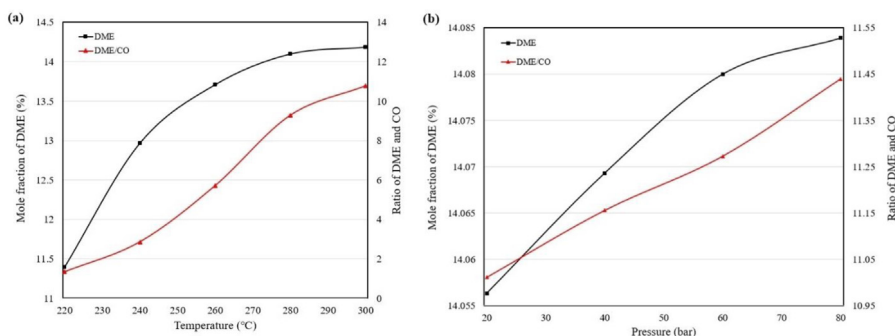 (a)
Mole fraction of DME (%)
14.5
14
13.5
13
12.5
12
11.5
11
DME
DME/CO
14
12
10
8
6
4
2
0
Ratio of DME and CO
220 230 240 250 260 270 280 290 300
Temperature (°C)
(b)
Mole fraction of DME (%)
14.085
14.08
14.075
14.07
14.065
14.06
14.055
DME
DME/CO
11.55
11.45
11.35
11.25
11.15
11.05
10.95
Ratio of DME and CO
20 30 40 50 60 70 80
Pressure (bar)